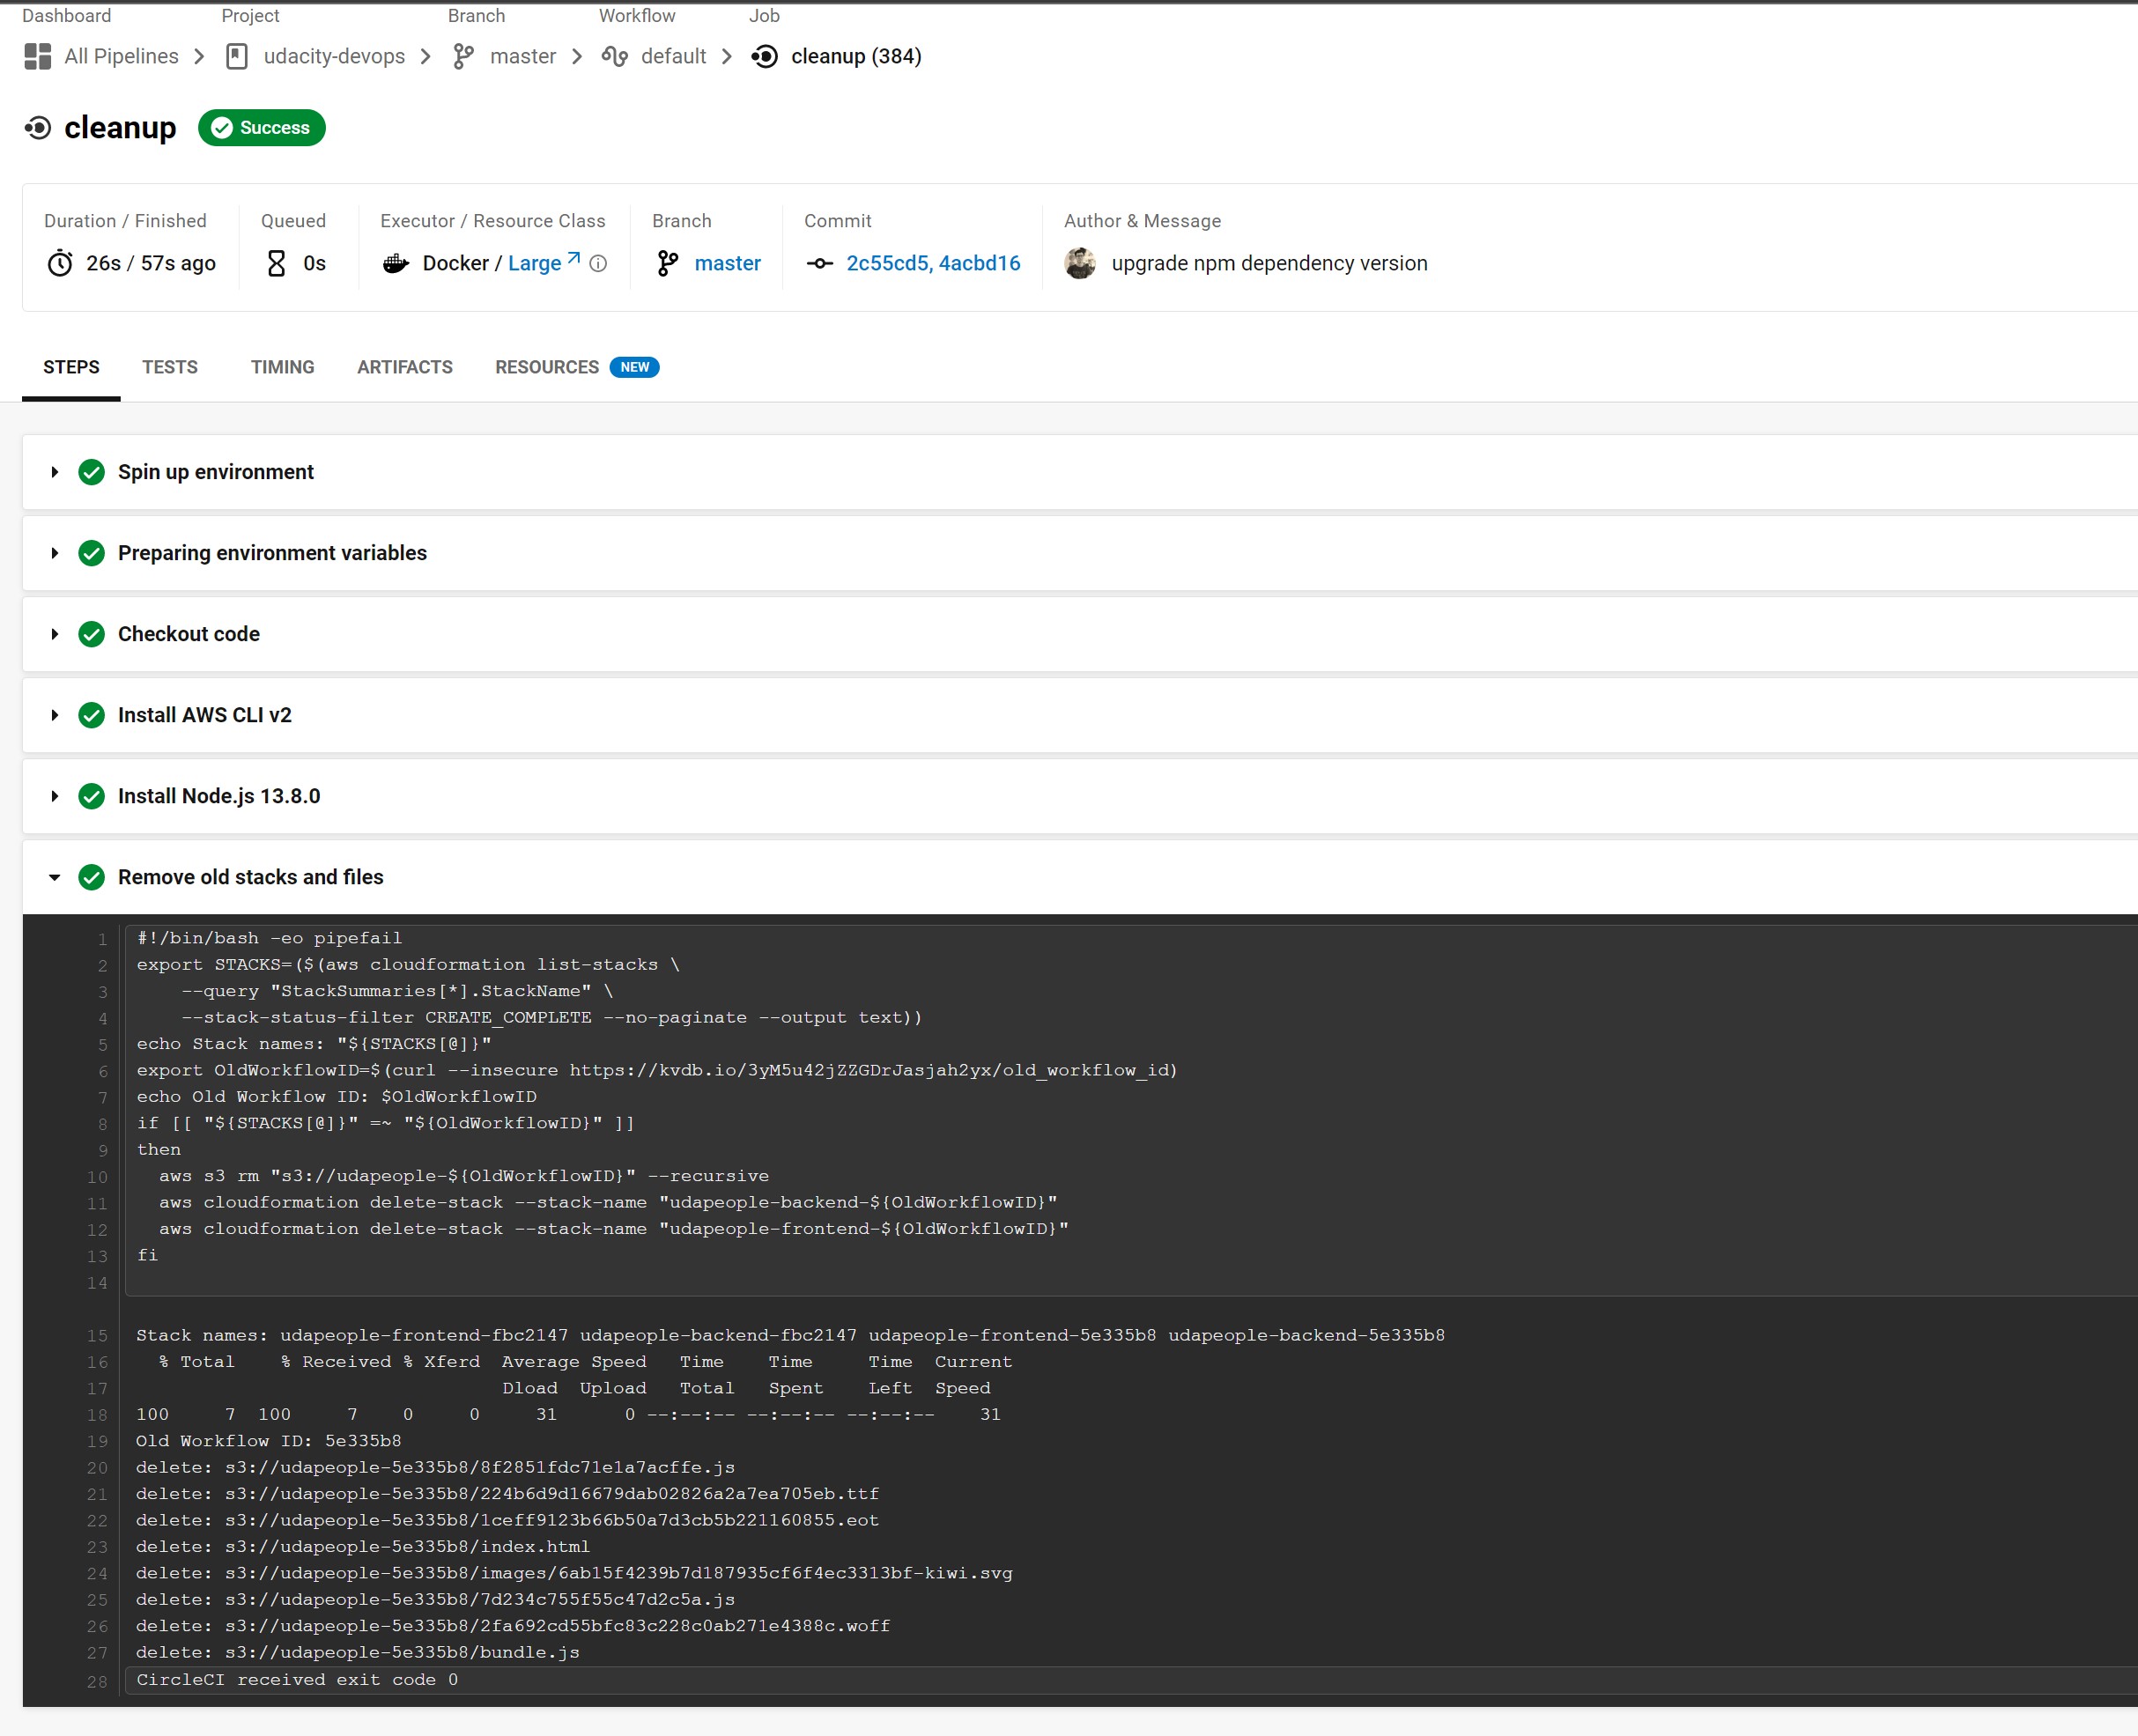 Dashboard Project Branch Workflow Job
All Pipelines udacity-devops master default cleanup (384)
cleanup Success
Duration / Finished Queued Executor / Resource Class Branch Commit Author & Message
26s / 57s ago 0s Docker / Large master 2c55cd5, 4acbd16 upgrade npm dependency version
STEPS TESTS TIMING ARTIFACTS RESOURCES NEW
Spin up environment
Preparing environment variables
Checkout code
Install AWS CLI v2
Install Node.js 13.8.0
Remove old stacks and files
1 #!/bin/bash -eo pipefail
2 export STACKS=($(aws cloudformation list-stacks \
3 --query "StackSummaries[*].StackName" \
4 --stack-status-filter CREATE_COMPLETE --no-paginate --output text))
5 echo Stack names: "${STACKS[@]}"
6 export OldWorkflowID=$(curl --insecure https://kvdb.io/3yM5u42jZZGDrJasjah2yx/old_workflow_id)
7 echo Old Workflow ID: $OldWorkflowID
8 if [[ "${STACKS[@]}" =~ "${OldWorkflowID}" ]]
9 then
10 aws s3 rm "s3://udapeople-${OldWorkflowID}" --recursive
11 aws cloudformation delete-stack --stack-name "udapeople-backend-${OldWorkflowID}"
12 aws cloudformation delete-stack --stack-name "udapeople-frontend-${OldWorkflowID}"
13 fi
14
15 Stack names: udapeople-frontend-fbc2147 udapeople-backend-fbc2147 udapeople-frontend-5e335b8 udapeople-backend-5e335b8
16 % Total % Received % Xferd Average Speed Time Time Time Current
17 Dload Upload Total Spent Left Speed
18 100 7 100 7 0 0 31 0 --:--:-- --:--:-- --:--:-- 31
19 Old Workflow ID: 5e335b8
20 delete: s3://udapeople-5e335b8/8f2851fdc71e1a7acffe.js
21 delete: s3://udapeople-5e335b8/224b6d9d16679dab02826a2a7ea705eb.ttf
22 delete: s3://udapeople-5e335b8/1ceff9123b66b50a7d3cb5b221160855.eot
23 delete: s3://udapeople-5e335b8/index.html
24 delete: s3://udapeople-5e335b8/images/6ab15f4239b7d187935cf6f4ec3313bf-kiwi.svg
25 delete: s3://udapeople-5e335b8/7d234c755f55c47d2c5a.js
26 delete: s3://udapeople-5e335b8/2fa692cd55bfc83c228c0ab271e4388c.woff
27 delete: s3://udapeople-5e335b8/bundle.js
28 CircleCI received exit code 0